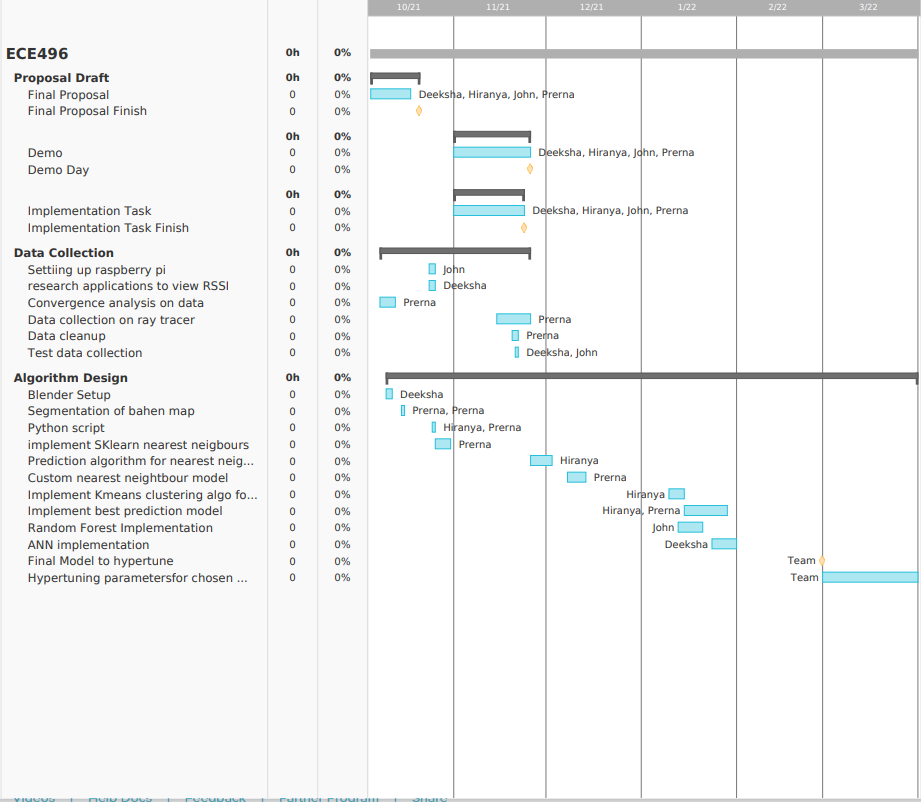 10/21 11/21 12/21 1/22 2/22 3/22
ECE496 0h 0%
Proposal Draft 0h 0%
Final Proposal 0 0% Deeksha, Hiranya, John, Prerna
Final Proposal Finish 0 0%
0h 0%
Demo 0 0% Deeksha, Hiranya, John, Prerna
Demo Day 0 0%
0h 0%
Implementation Task 0 0% Deeksha, Hiranya, John, Prerna
Implementation Task Finish 0 0%
Data Collection 0h 0%
Settiing up raspberry pi 0 0% John
research applications to view RSSI 0 0% Deeksha
Convergence analysis on data 0 0% Prerna
Data collection on ray tracer 0 0% Prerna
Data cleanup 0 0% Prerna
Test data collection 0 0% Deeksha, John
Algorithm Design 0h 0%
Blender Setup 0 0% Deeksha
Segmentation of bahen map 0 0% Prerna, Prerna
Python script 0 0% Hiranya, Prerna
implement SKlearn nearest neigbours 0 0% Prerna
Prediction algorithm for nearest neig... 0 0% Hiranya
Custom nearest neightbour model 0 0% Prerna
Implement Kmeans clustering algo fo... 0 0% Hiranya
Implement best prediction model 0 0% Hiranya, Prerna
Random Forest Implementation 0 0% John
ANN implementation 0 0% Deeksha
Final Model to hypertune 0 0% Team
Hypertuning parametersfor chosen ... 0 0% Team
Videos | Help Docs | Feedback | Partner Program | Share